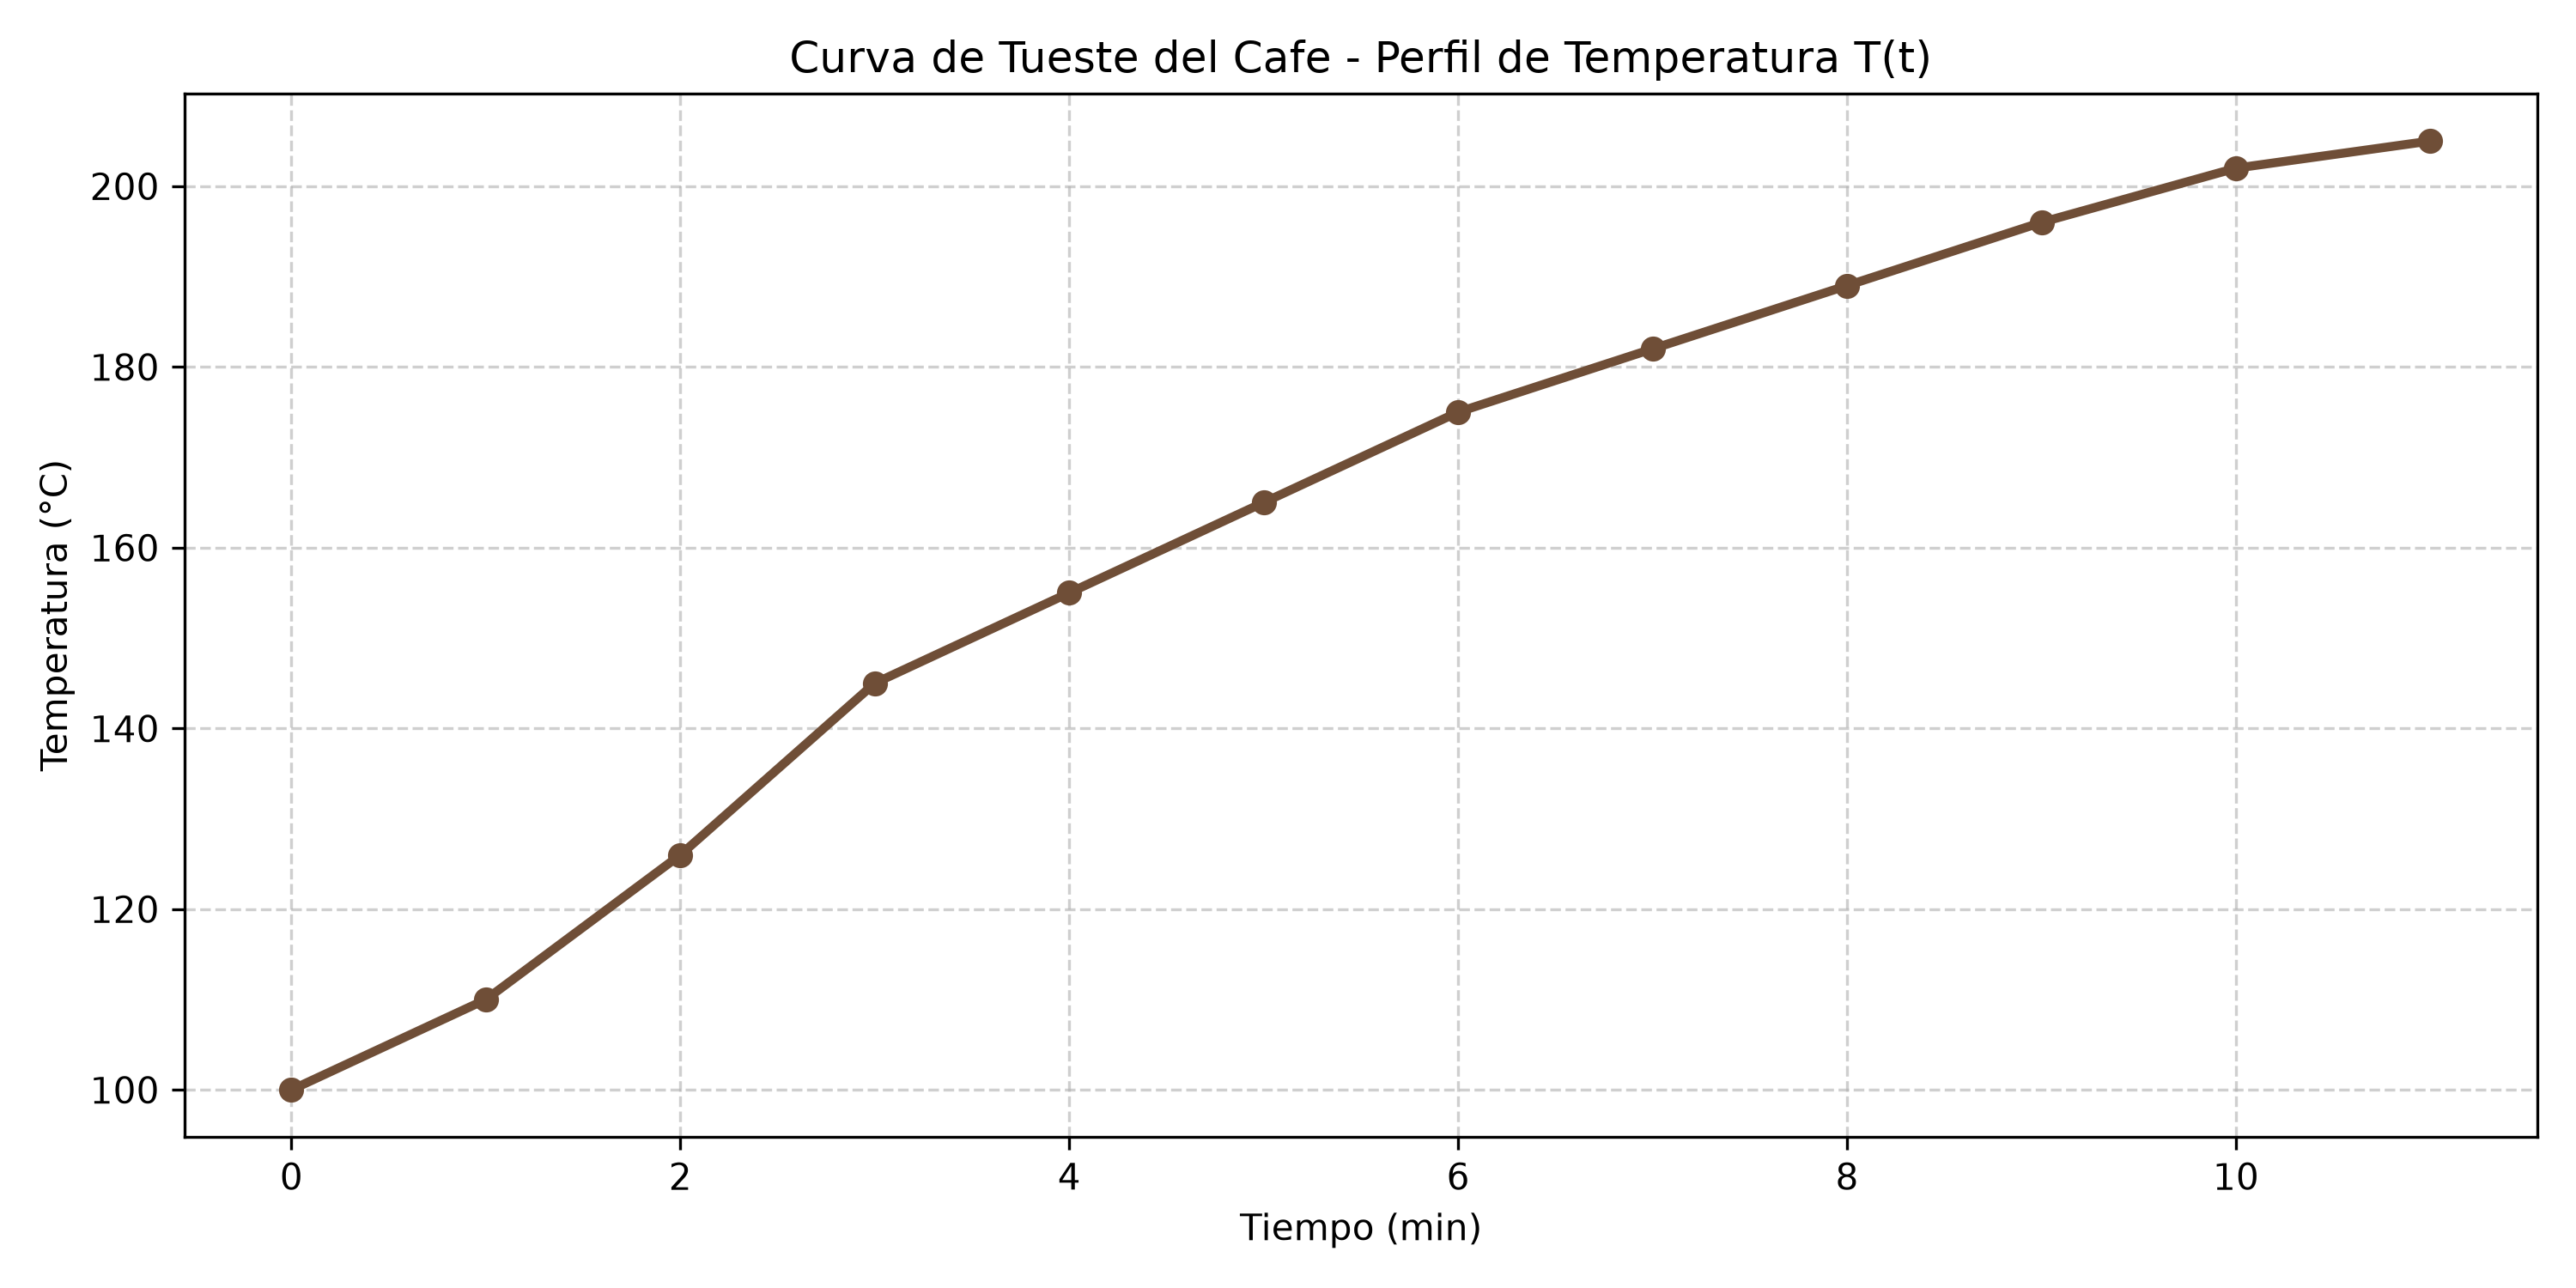 Curva de Tueste del Cafe - Perfil de Temperatura T(t)
Temperatura (°C)
200
180
160
140
120
100
0 2 4 6 8 10
Tiempo (min)